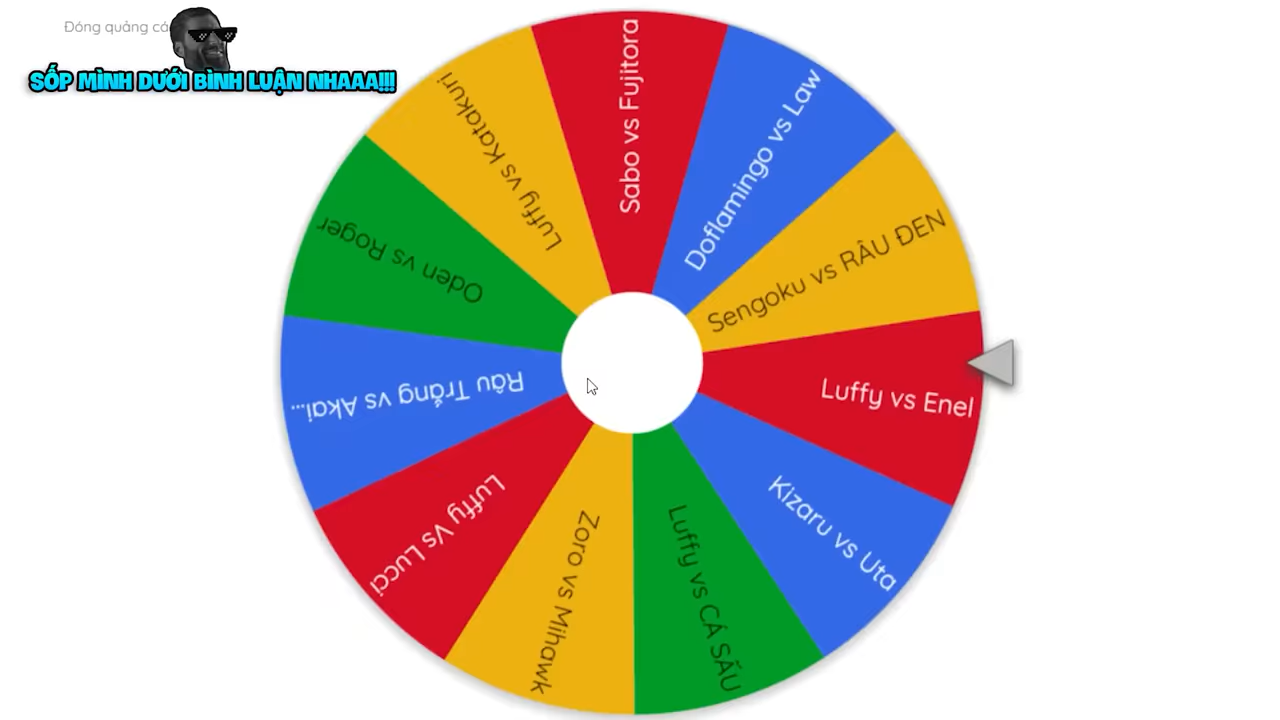 Đóng quảng cá
SỐP MÌNH DƯỚI BÌNH LUẬN NHAAA!!!
Sabo vs Fujitora
Doflamingo vs Law
Sengoku vs RÂU ĐEN
Luffy vs Enel
Kizaru vs Uta
Luffy vs CÁ SẤU
Zoro vs Mihawk
Luffy Vs Lucci
Râu Trắng vs Akai...
Oden vs Roger
Luffy vs Katakuri